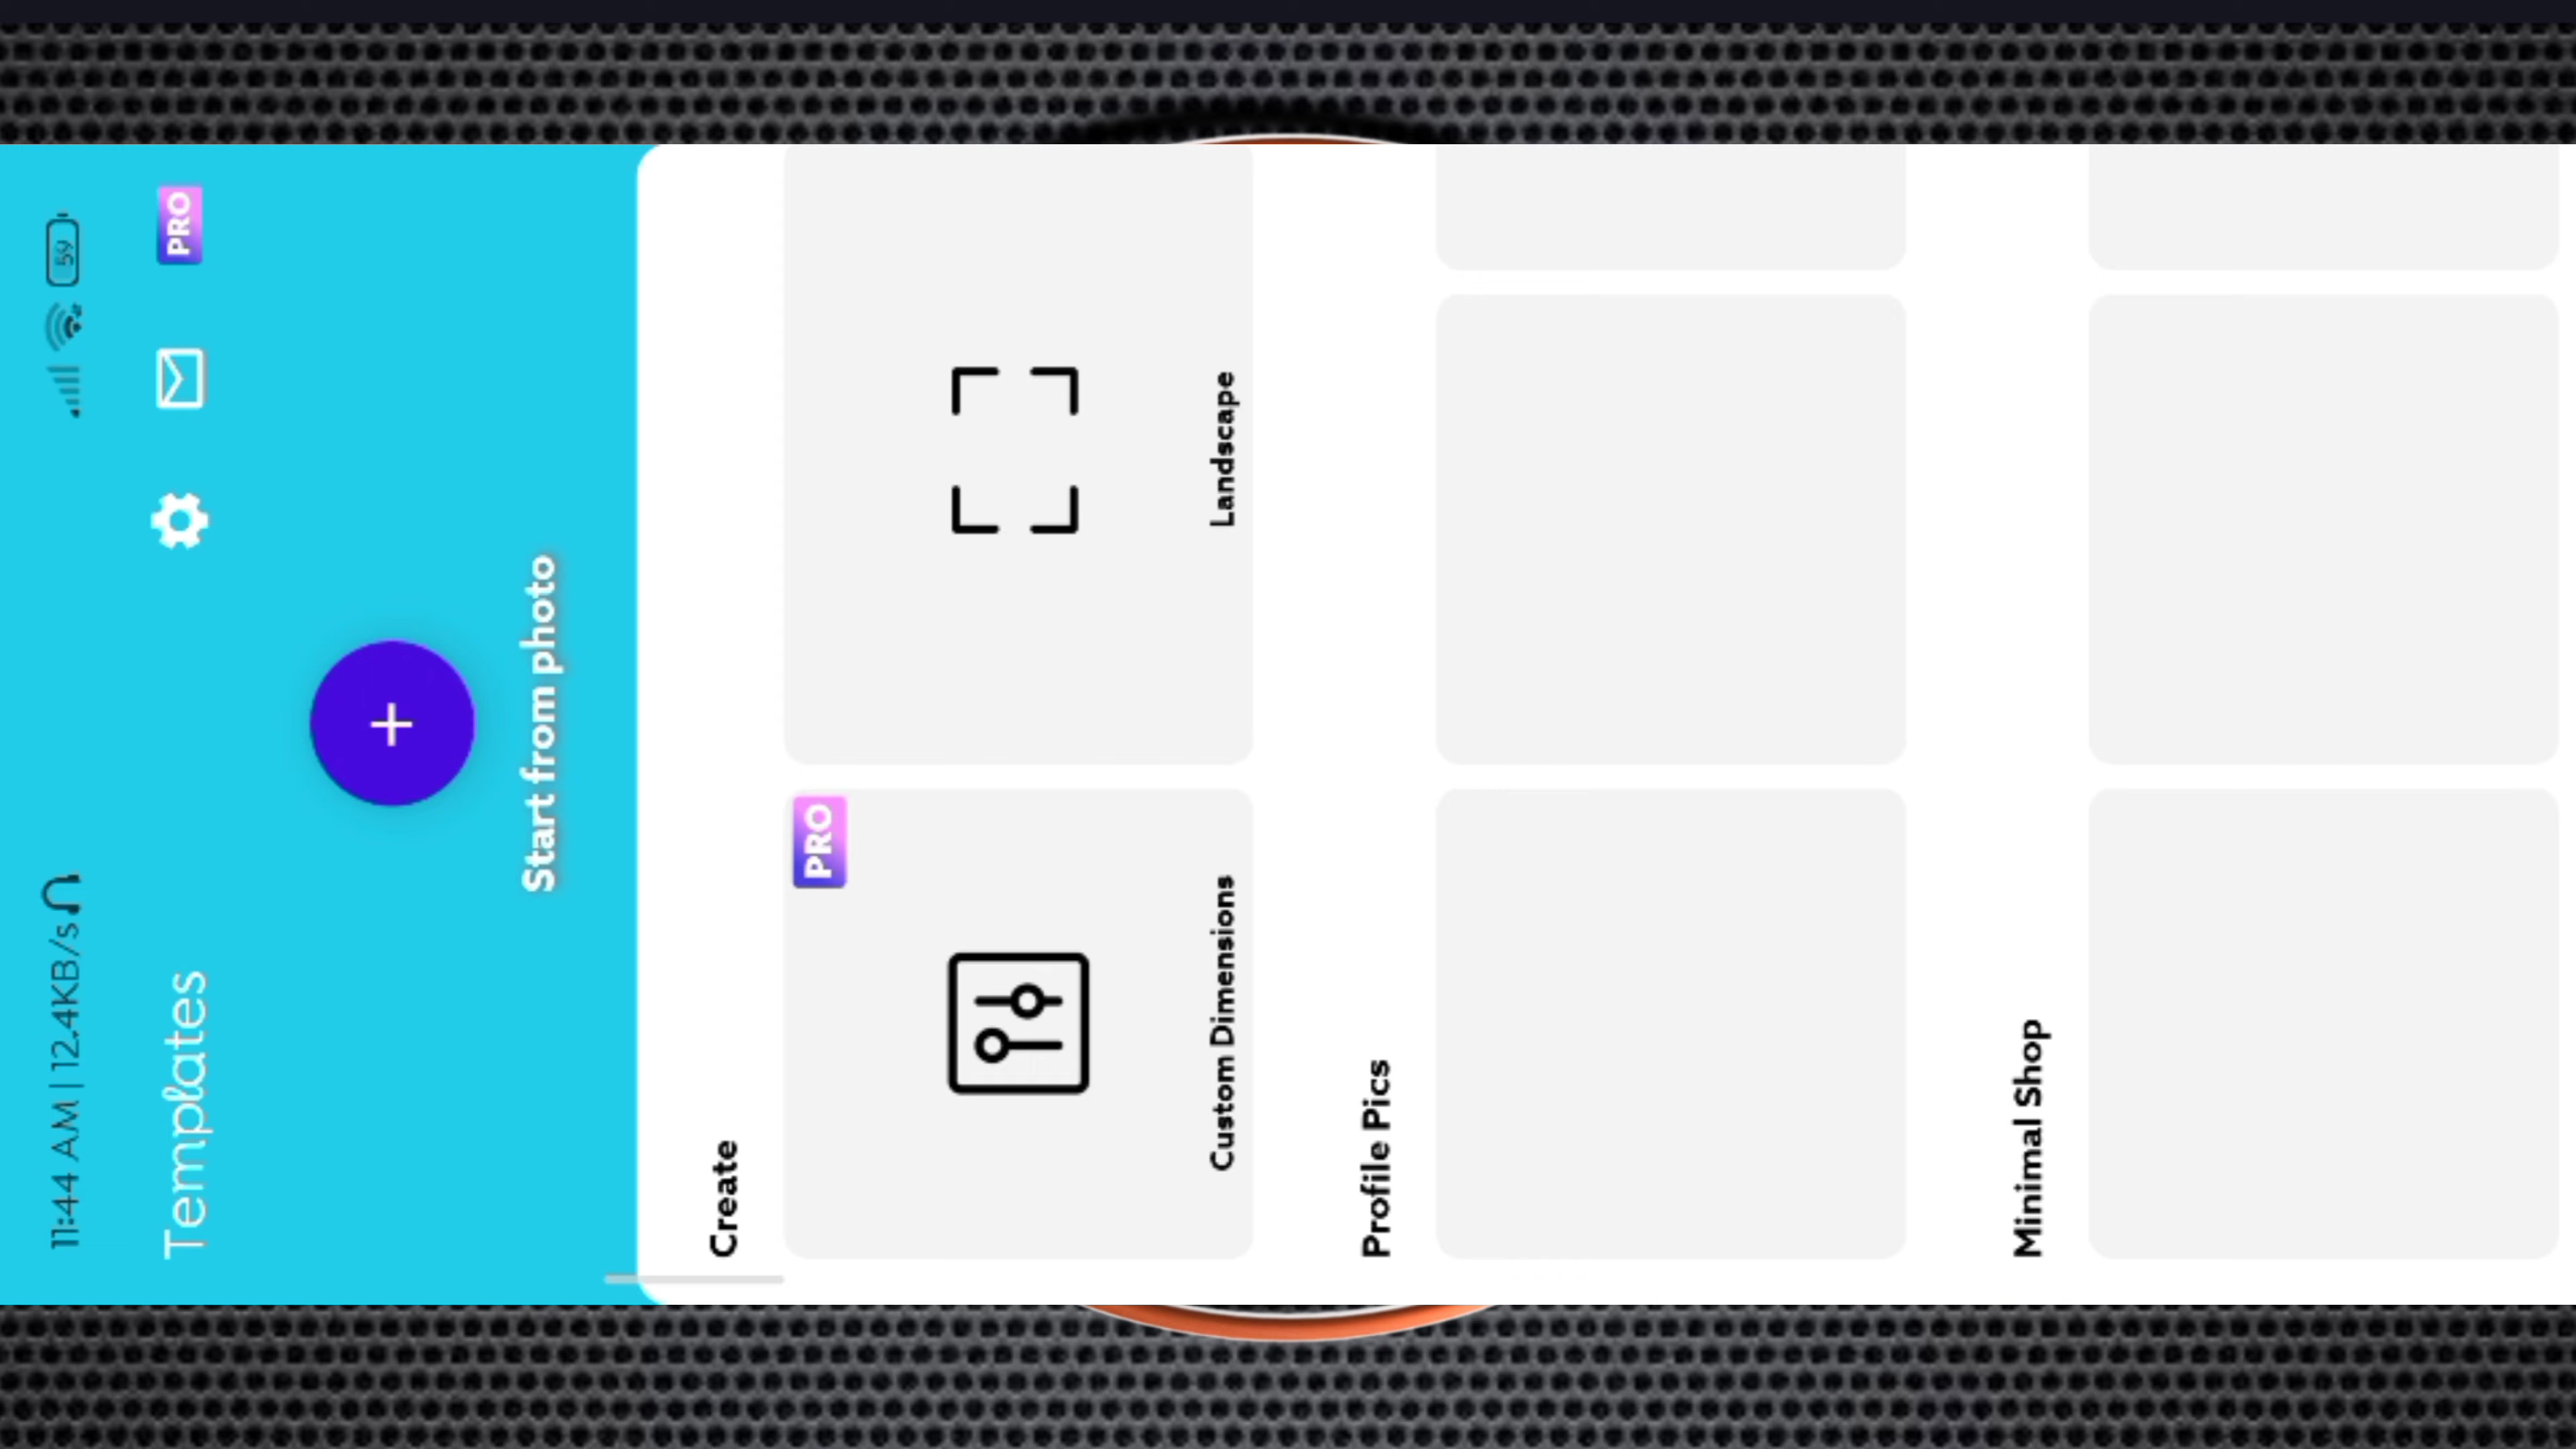 11:44 AM | 12.4KB/s
59
Templates
PRO
Start from photo
Create
PRO
Custom Dimensions
Landscape
Profile Pics
Minimal Shop